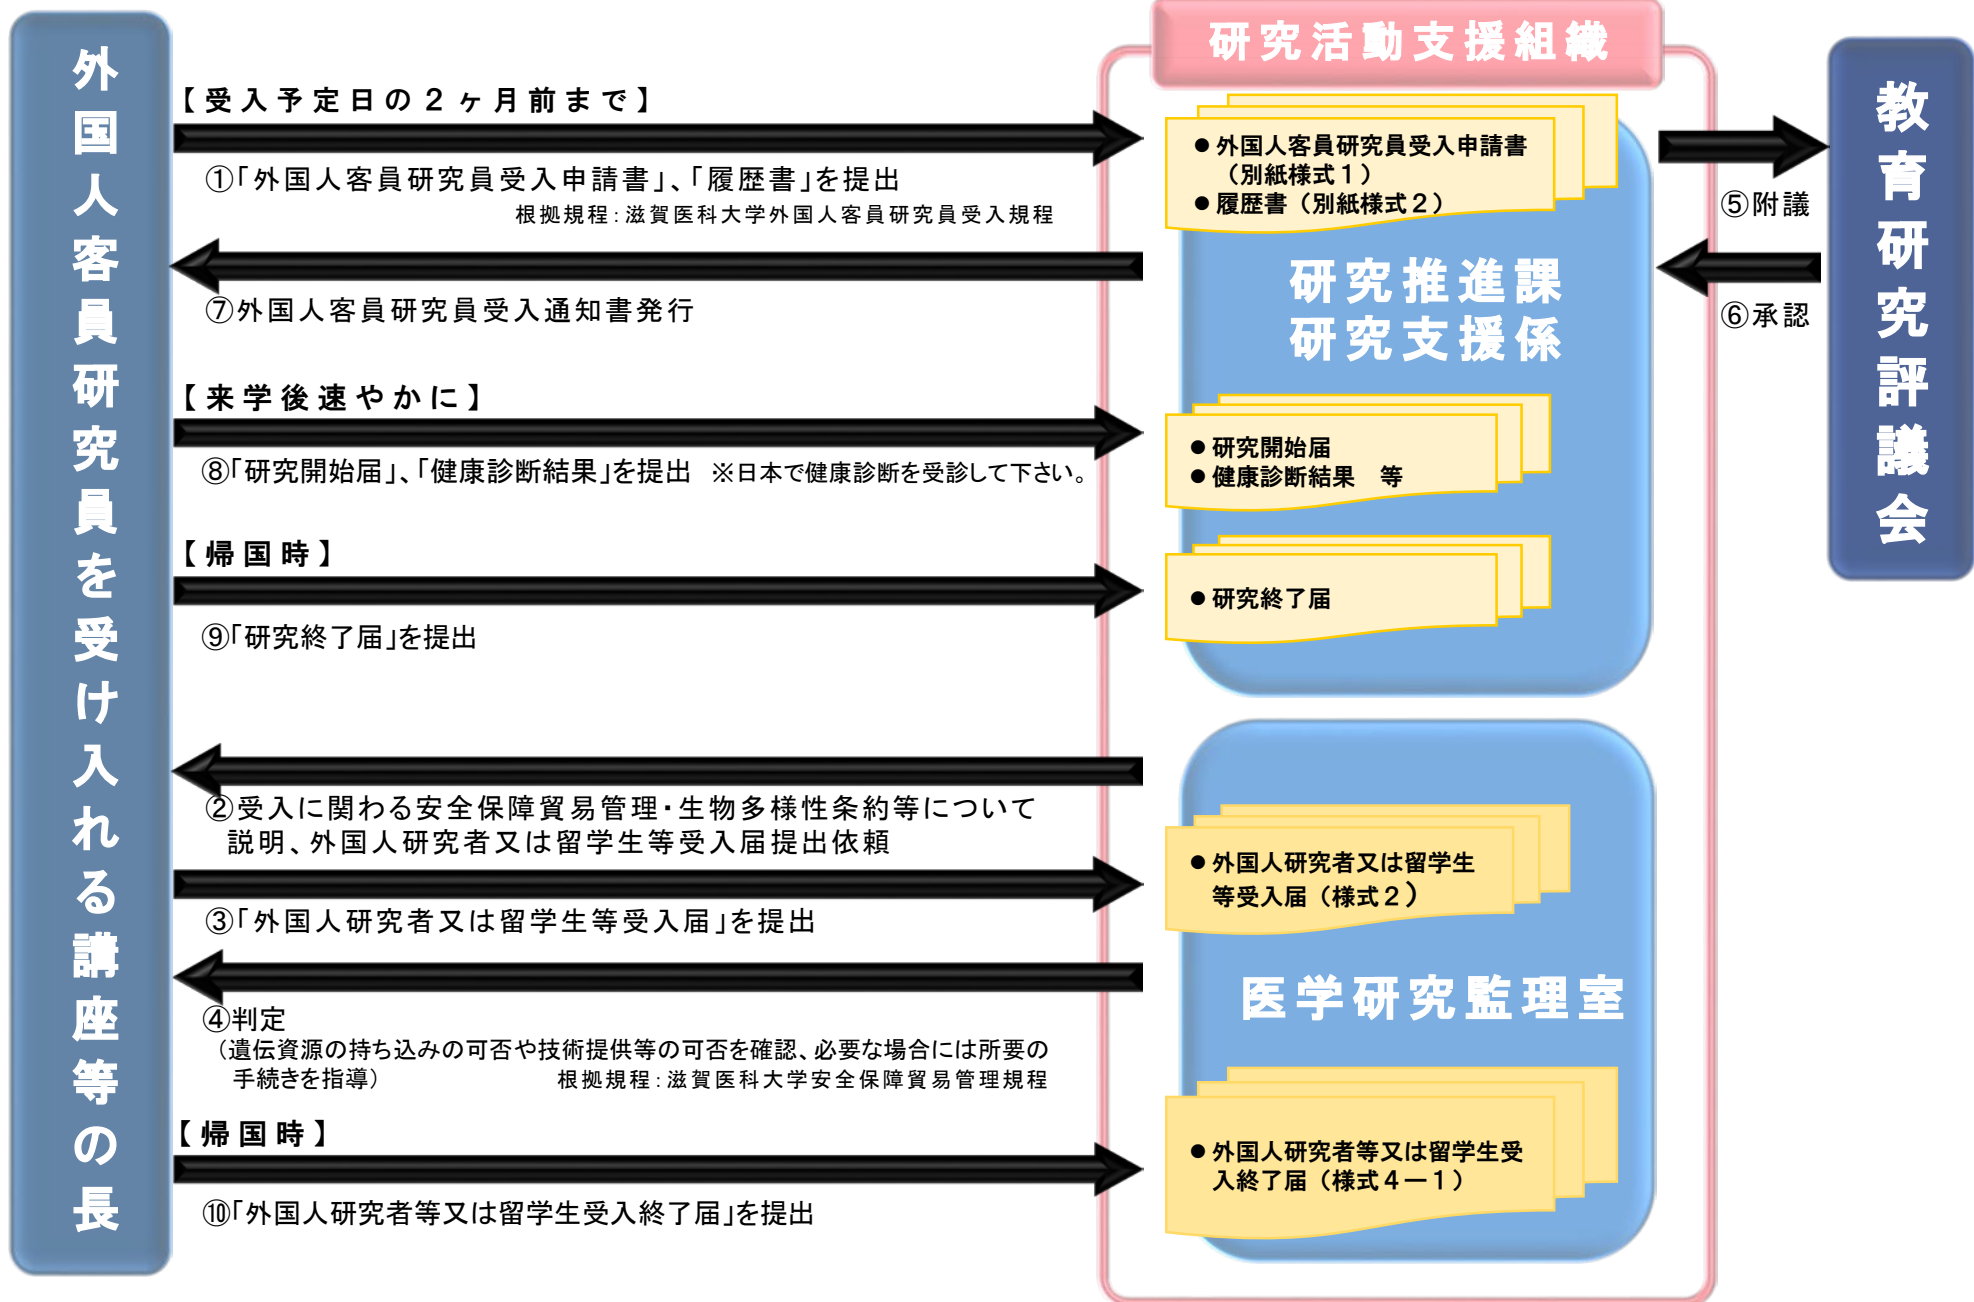 外国人客員研究員を受け入れる講座等の長
研究活動支援組織
教育研究評議会
【受入予定日の２ヶ月前まで】
①「外国人客員研究員受入申請書」、「履歴書」を提出
根拠規程：滋賀医科大学外国人客員研究員受入規程
●外国人客員研究員受入申請書
（別紙様式１）
●履歴書（別紙様式２）
⑤附議
⑦外国人客員研究員受入通知書発行
研究推進課
研究支援係
⑥承認
【来学後速やかに】
⑧「研究開始届」、「健康診断結果」を提出　※日本で健康診断を受診して下さい。
●研究開始届
●健康診断結果　等
【帰国時】
⑨「研究終了届」を提出
●研究終了届
②受入に関わる安全保障貿易管理・生物多様性条約等について
説明、外国人研究者又は留学生等受入届提出依頼
③「外国人研究者又は留学生等受入届」を提出
●外国人研究者又は留学生
等受入届（様式２）
医学研究監理室
④判定
（遺伝資源の持ち込みの可否や技術提供等の可否を確認、必要な場合には所要の
手続きを指導）
根拠規程：滋賀医科大学安全保障貿易管理規程
【帰国時】
⑩「外国人研究者等又は留学生受入終了届」を提出
●外国人研究者等又は留学生受
入終了届（様式４－１）